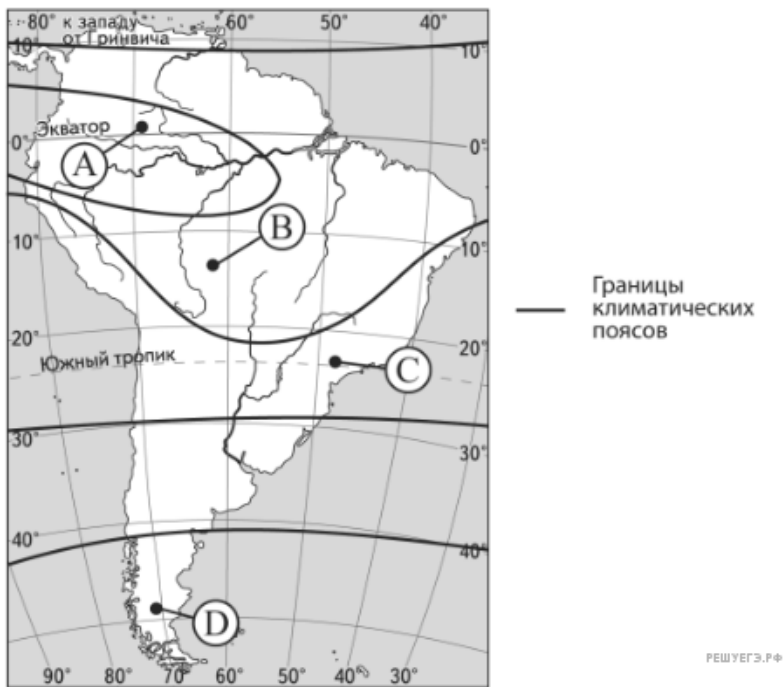 80° к западу 60° 50° 40°
от Гринвича
10° 10°
Экватор
0° 0°
A
B
10° 10°
20° 20°
Южный тропик
C
30° 30°
40° 40°
D
90° 80° 70° 60° 50° 40° 30°
Границы
климатических
поясов
РЕШУЕГЭ.РФ